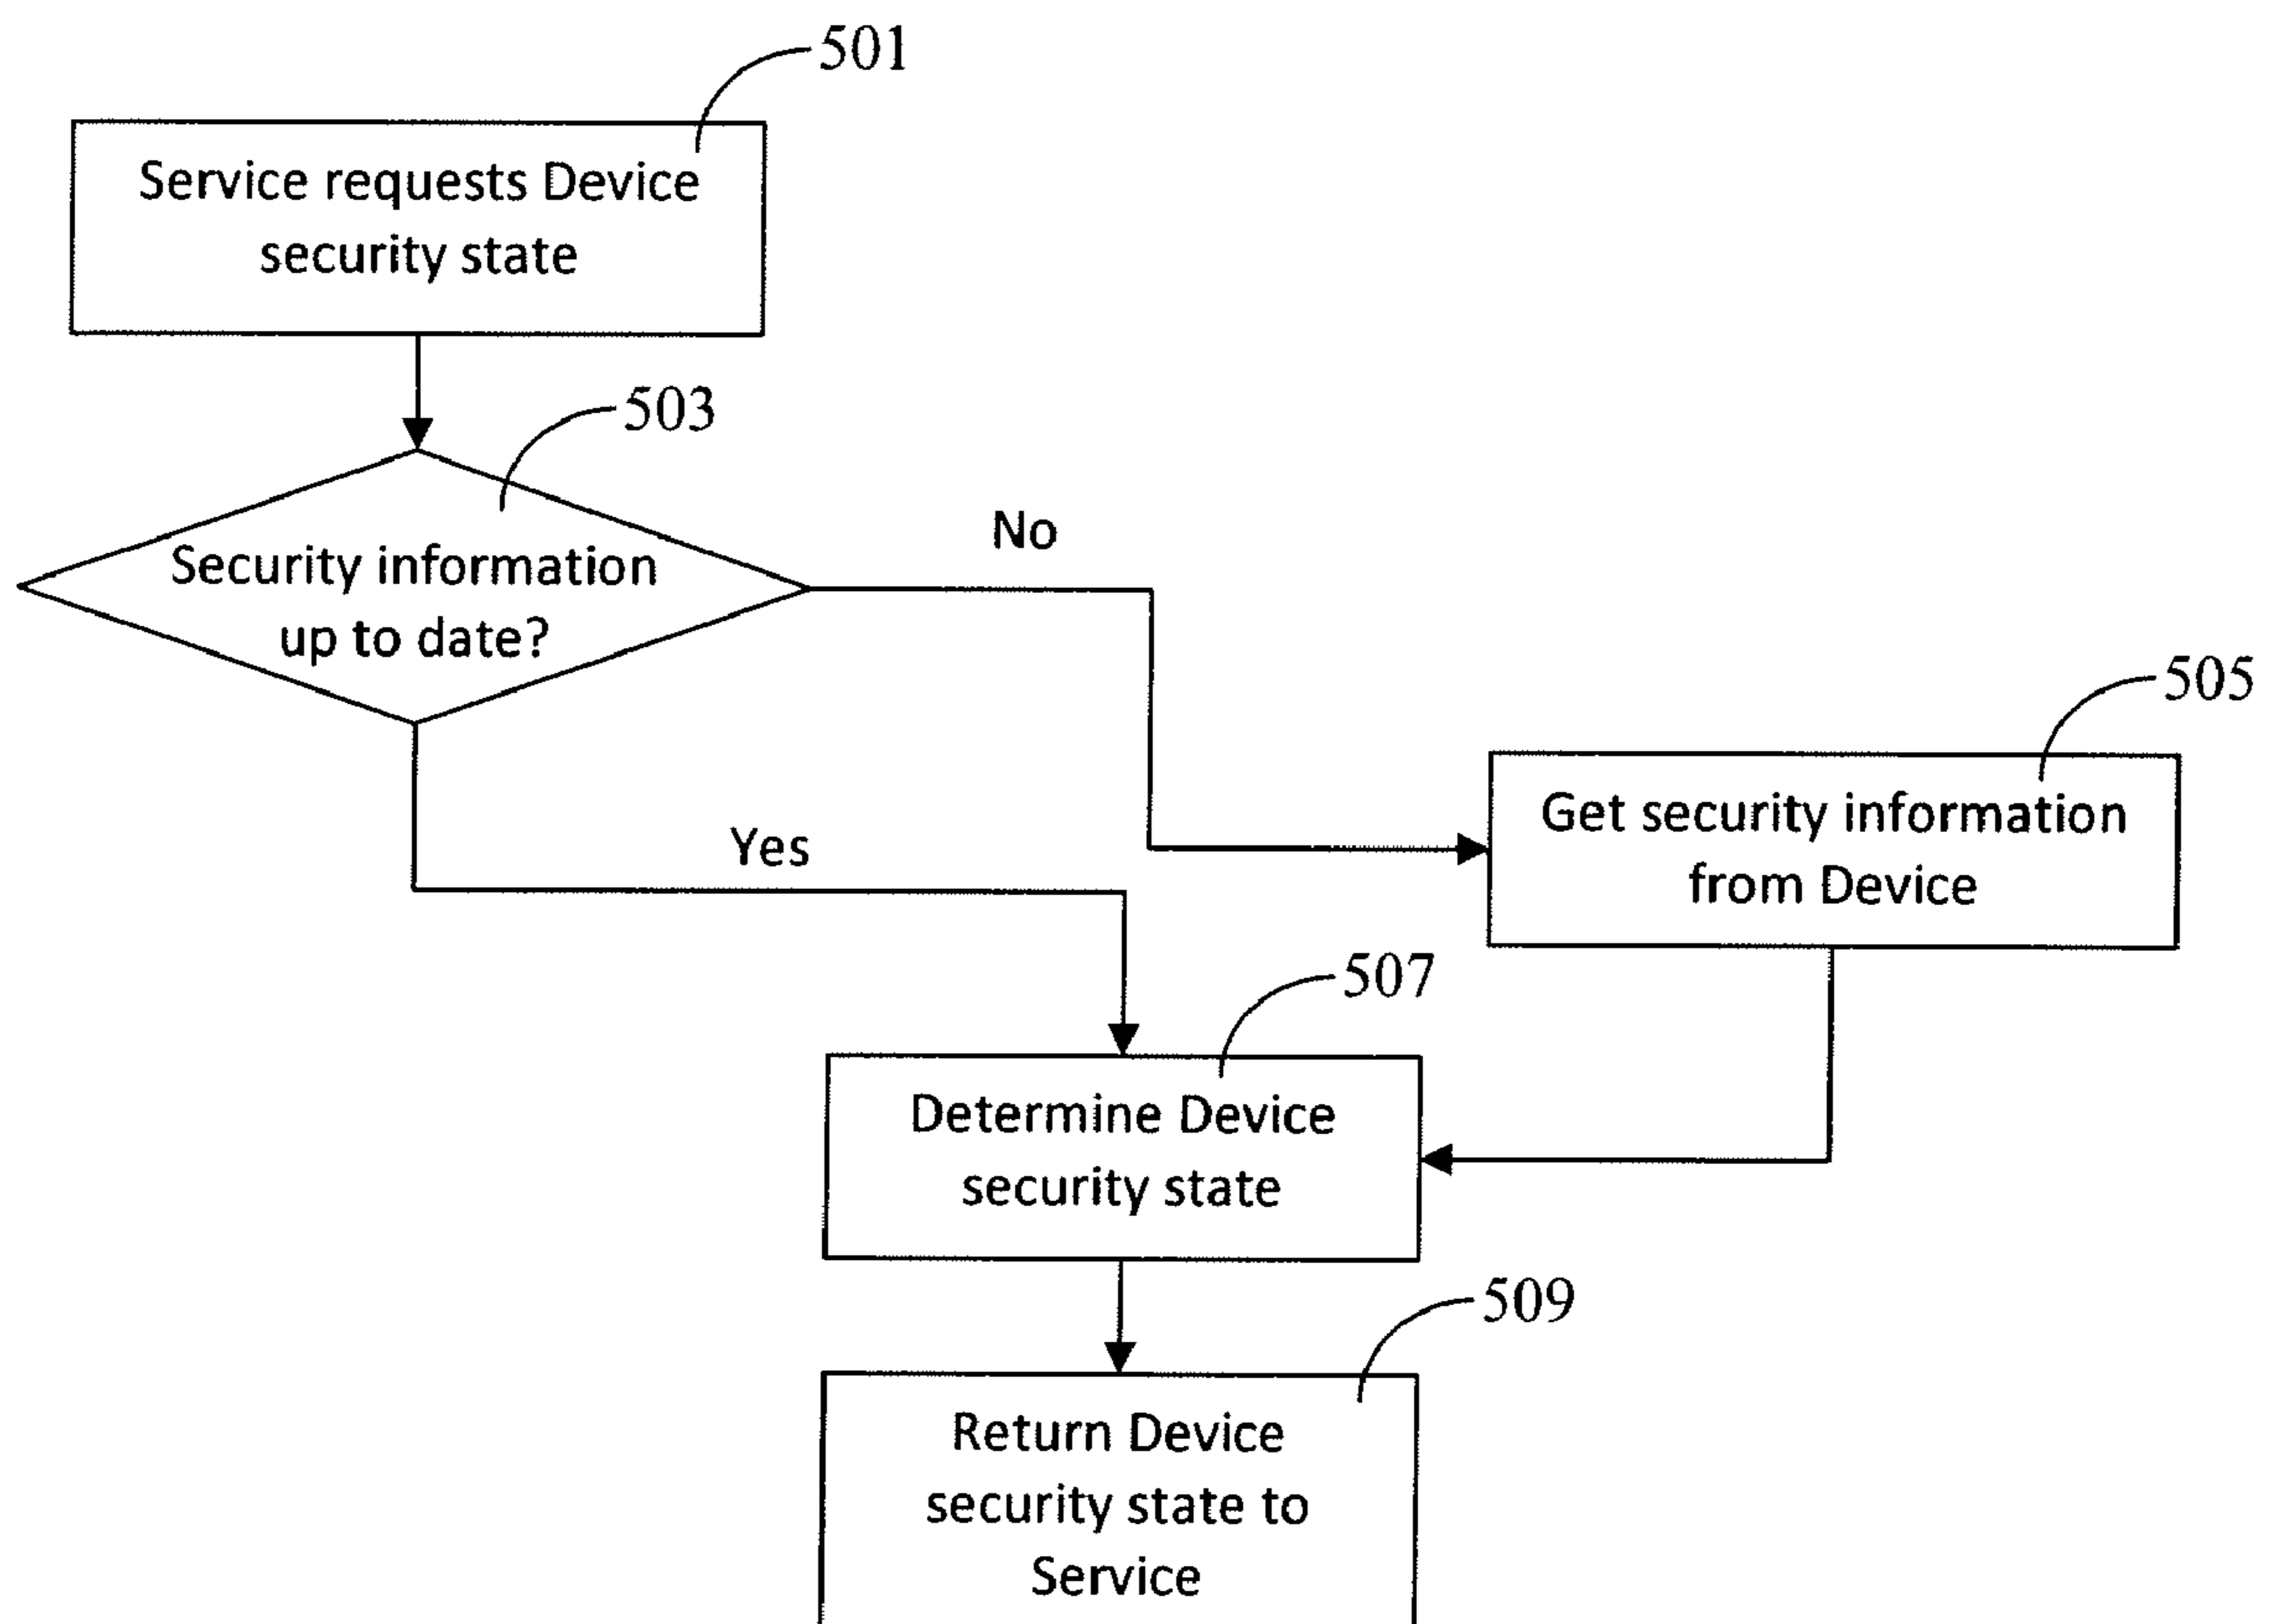 501
Service requests Device
security state
503
Security information
up to date?
No
505
Get security information
from Device
Yes
507
Determine Device
security state
509
Return Device
security state to
Service